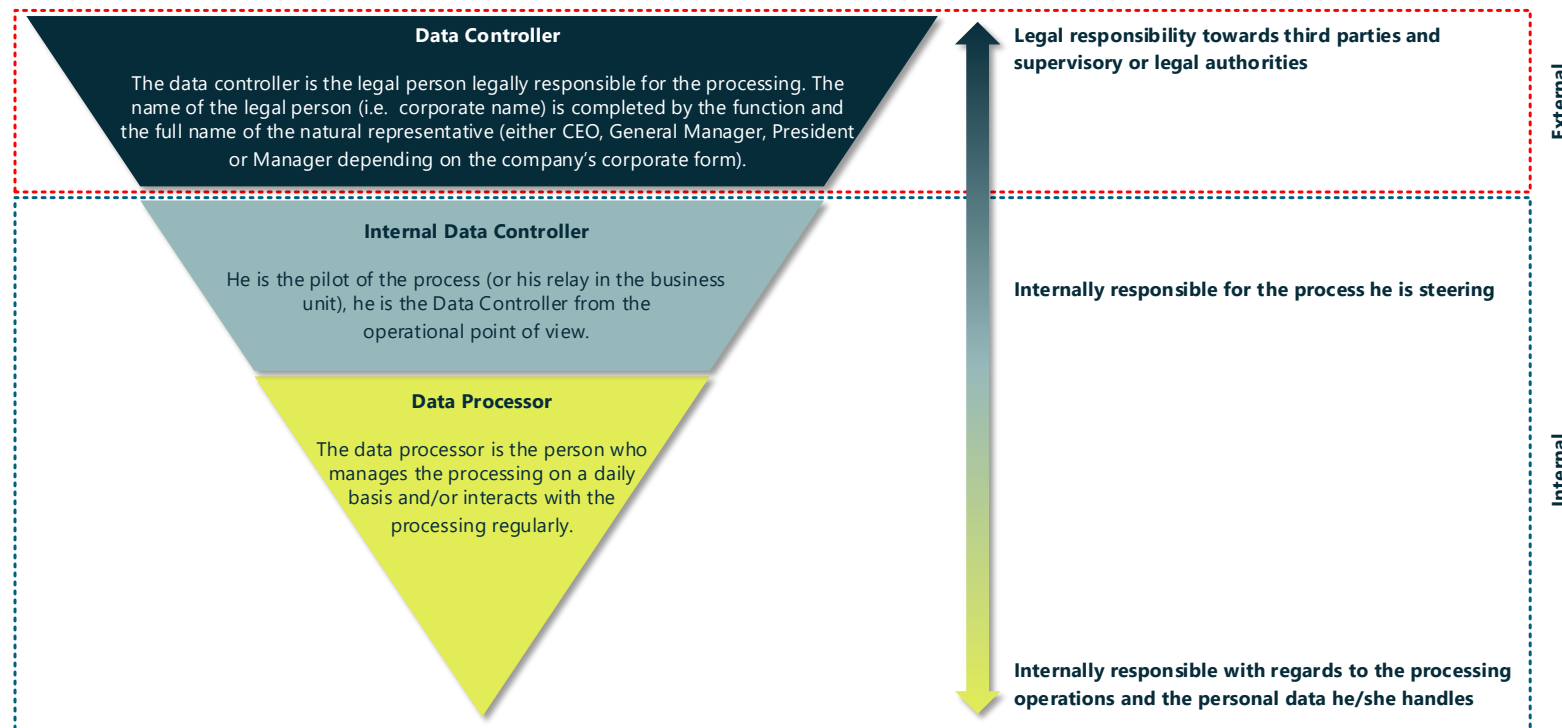 Data Controller
The data controller is the legal person legally responsible for the processing. The
name of the legal person (i.e. corporate name) is completed by the function and
the full name of the natural representative (either CEO, General Manager, President
or Manager depending on the company's corporate form).
Legal responsibility towards third parties and
supervisory or legal authorities
External
Internal Data Controller
He is the pilot of the process (or his relay in the business
unit), he is the Data Controller from the
operational point of view.
Internally responsible for the process he is steering
Data Processor
The data processor is the person who
manages the processing on a daily
basis and/or interacts with the
processing regularly.
Internally responsible with regards to the processing
operations and the personal data he/she handles
Internal